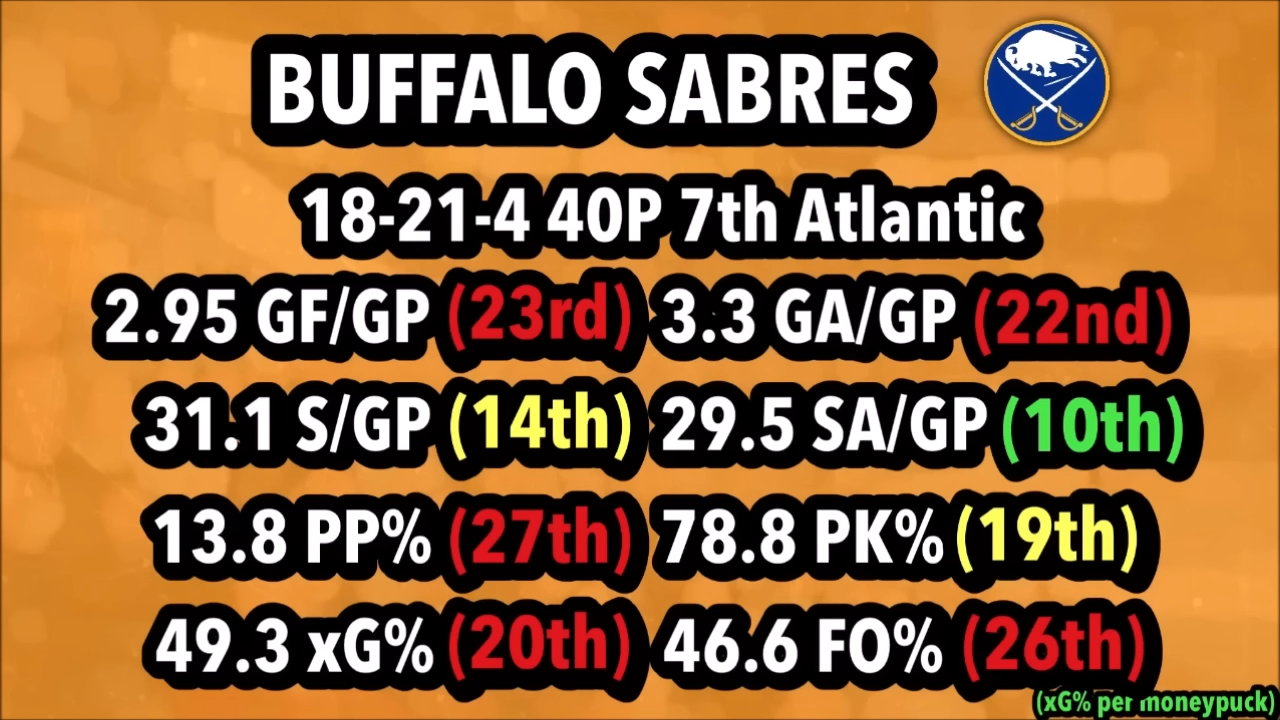 BUFFALO SABRES
18-21-4 40P 7th Atlantic
2.95 GF/GP (23rd) 3.3 GA/GP (22nd)
31.1 S/GP (14th) 29.5 SA/GP (10th)
13.8 PP% (27th) 78.8 PK% (19th)
49.3 xG% (20th) 46.6 FO% (26th)
(xG% per moneypuck)